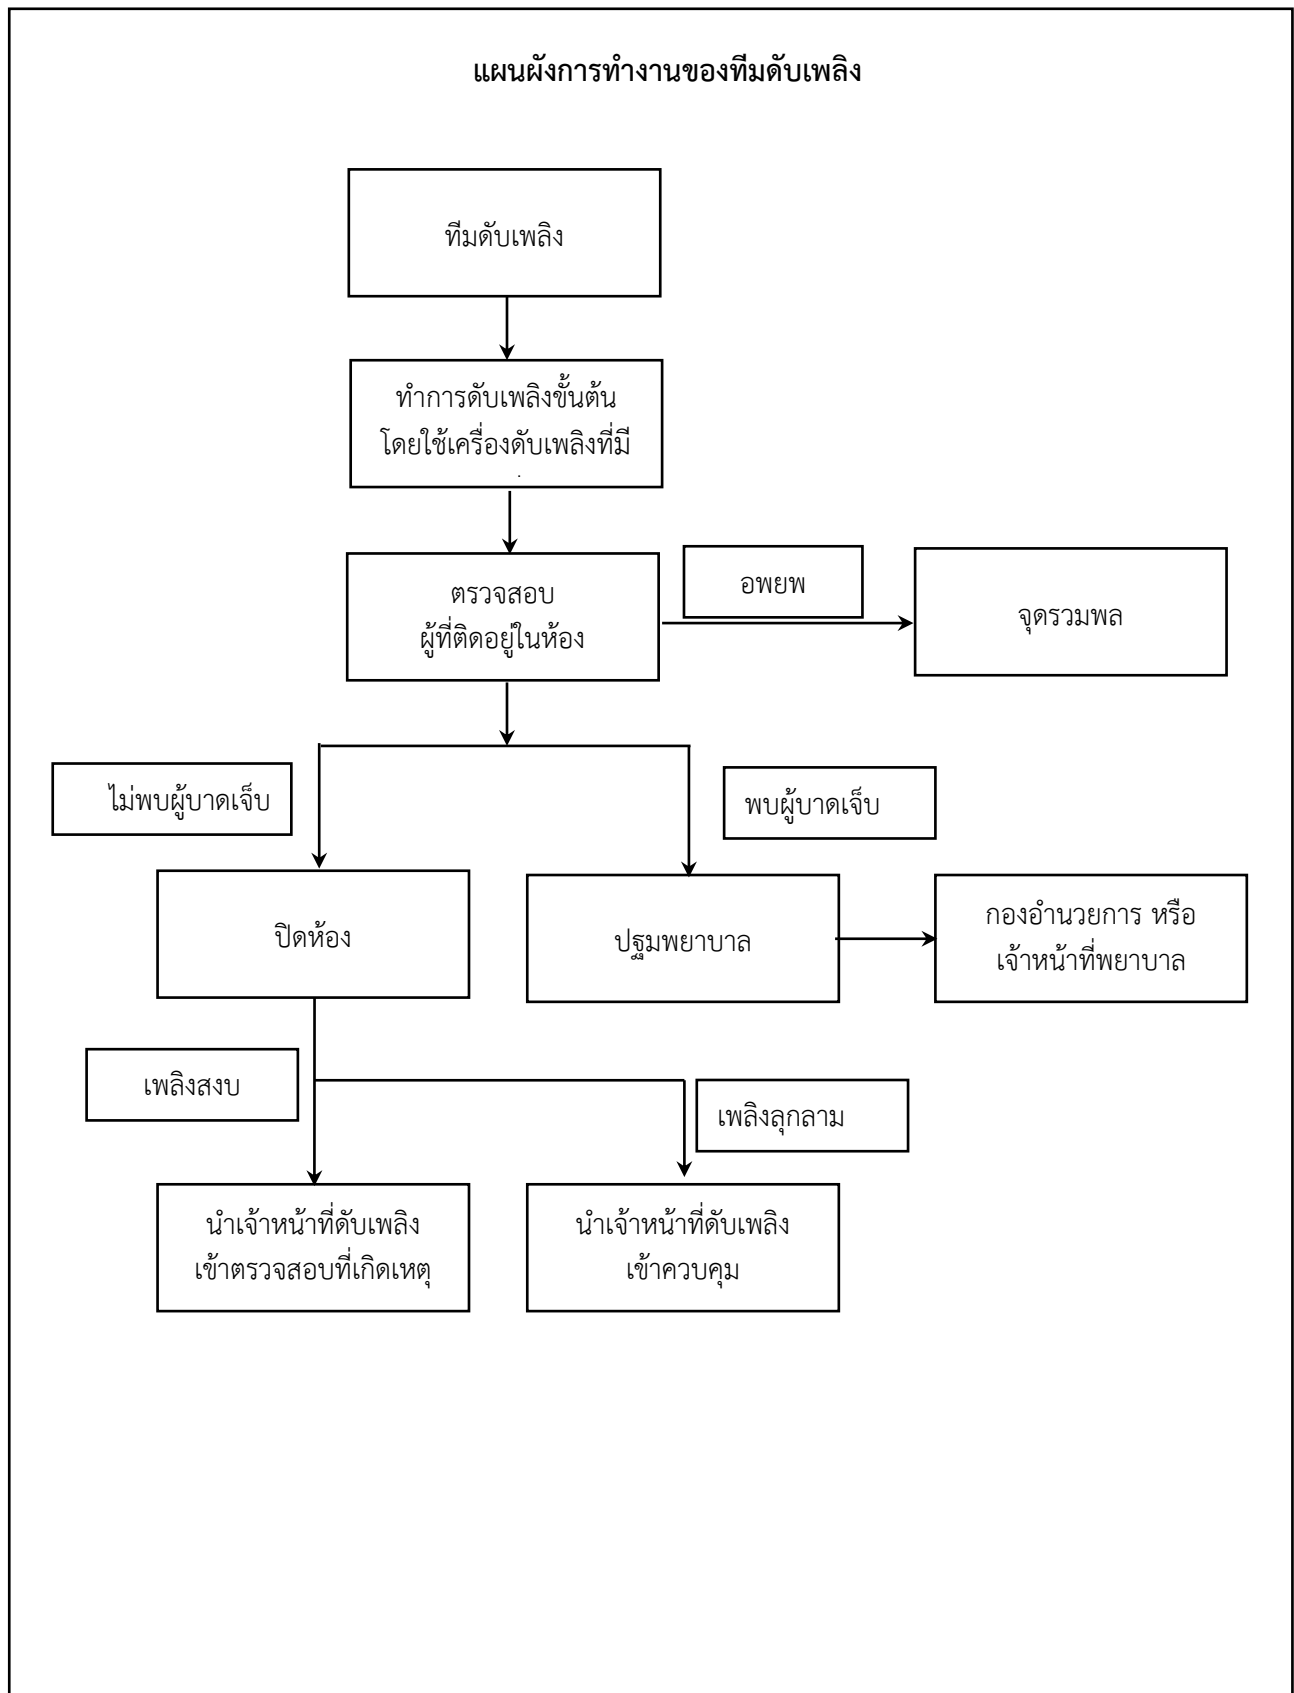 แผนผังการทำงานของทีมดับเพลิง
ทีมดับเพลิง
ทำการดับเพลิงขั้นต้น
โดยใช้เครื่องดับเพลิงที่มี
ตรวจสอบ
ผู้ที่ติดอยู่ในห้อง
อพยพ
จุดรวมพล
ไม่พบผู้บาดเจ็บ
พบผู้บาดเจ็บ
ปิดห้อง
ปฐมพยาบาล
กองอำนวยการ หรือ
เจ้าหน้าที่พยาบาล
เพลิงสงบ
เพลิงลุกลาม
นำเจ้าหน้าที่ดับเพลิง
เข้าตรวจสอบที่เกิดเหตุ
นำเจ้าหน้าที่ดับเพลิง
เข้าควบคุม